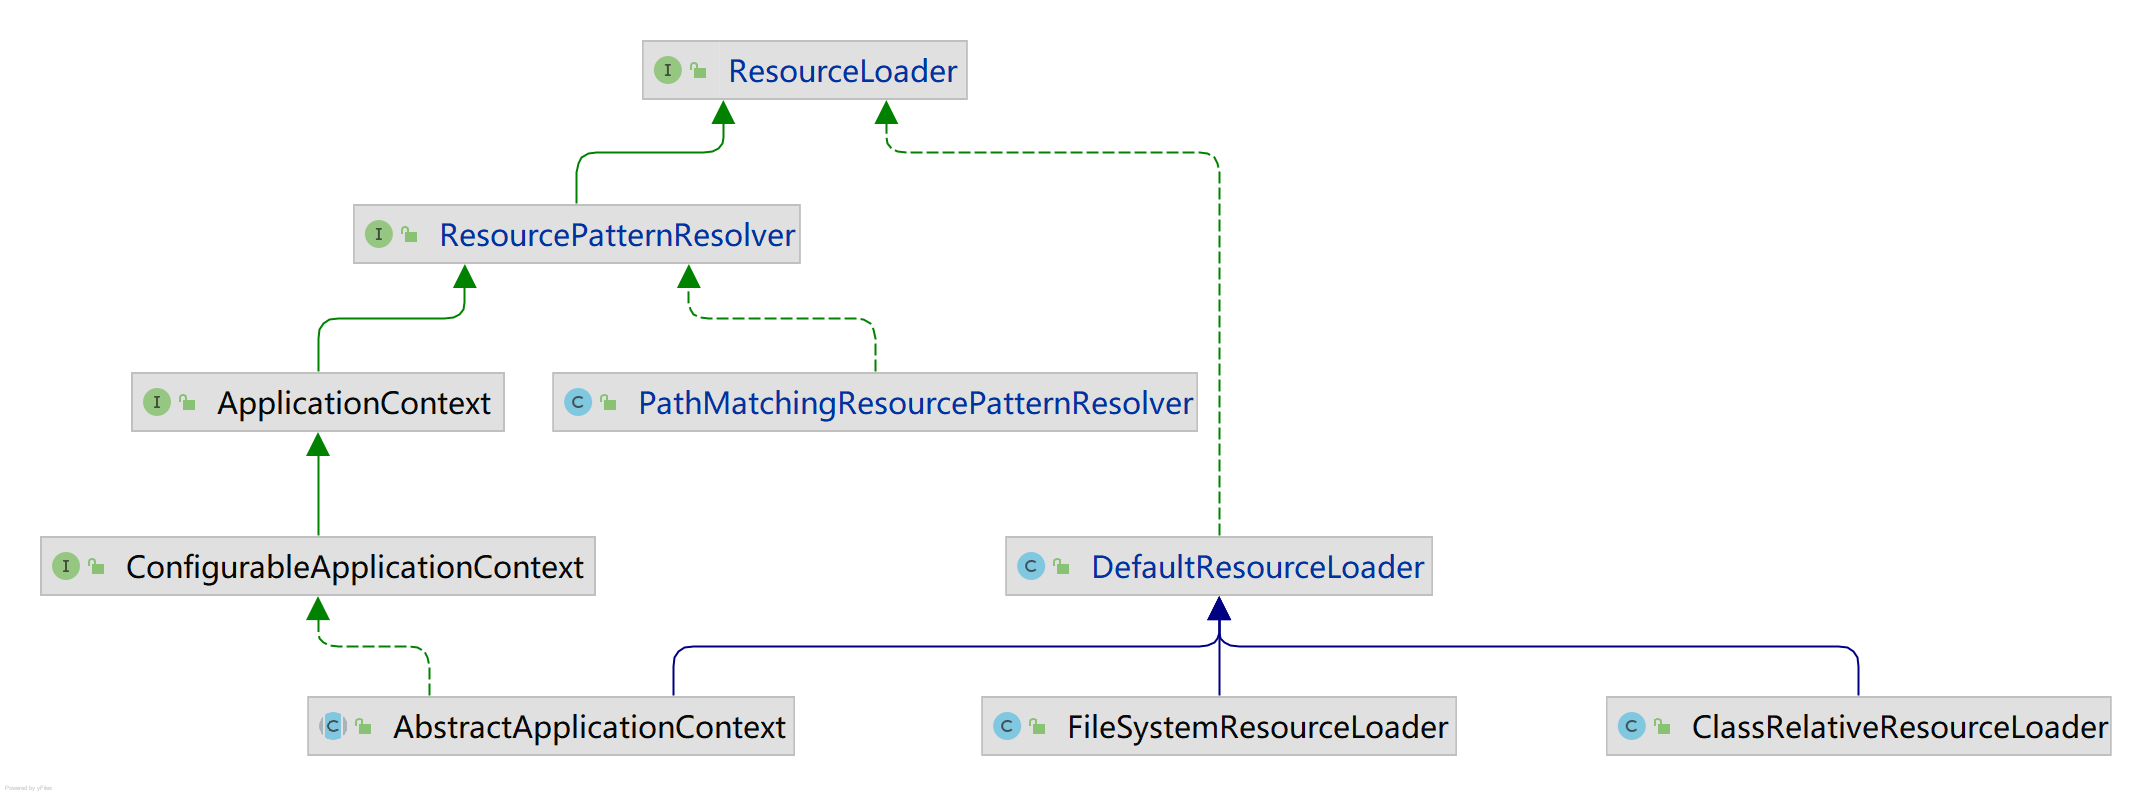 I ResourceLoader
I ResourcePatternResolver
I ApplicationContext
C PathMatchingResourcePatternResolver
I ConfigurableApplicationContext
C DefaultResourceLoader
C AbstractApplicationContext
C FileSystemResourceLoader
C ClassRelativeResourceLoader
Powered by yFiles